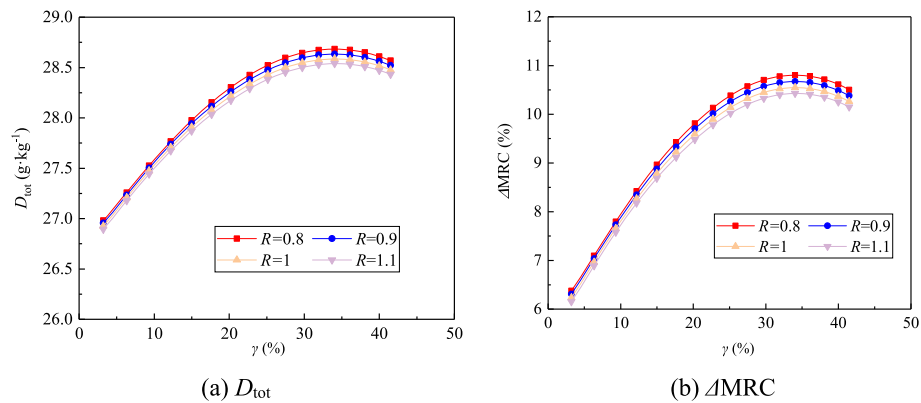 29.0
28.5
28.0
27.5
27.0
26.5
26.0
D_tot (g·kg⁻¹)
R=0.8 R=0.9
R=1 R=1.1
0 10 20 30 40 50
γ (%)
(a) D_tot
12
11
10
9
8
7
6
ΔMRC (%)
R=0.8 R=0.9
R=1 R=1.1
0 10 20 30 40 50
γ (%)
(b) ΔMRC